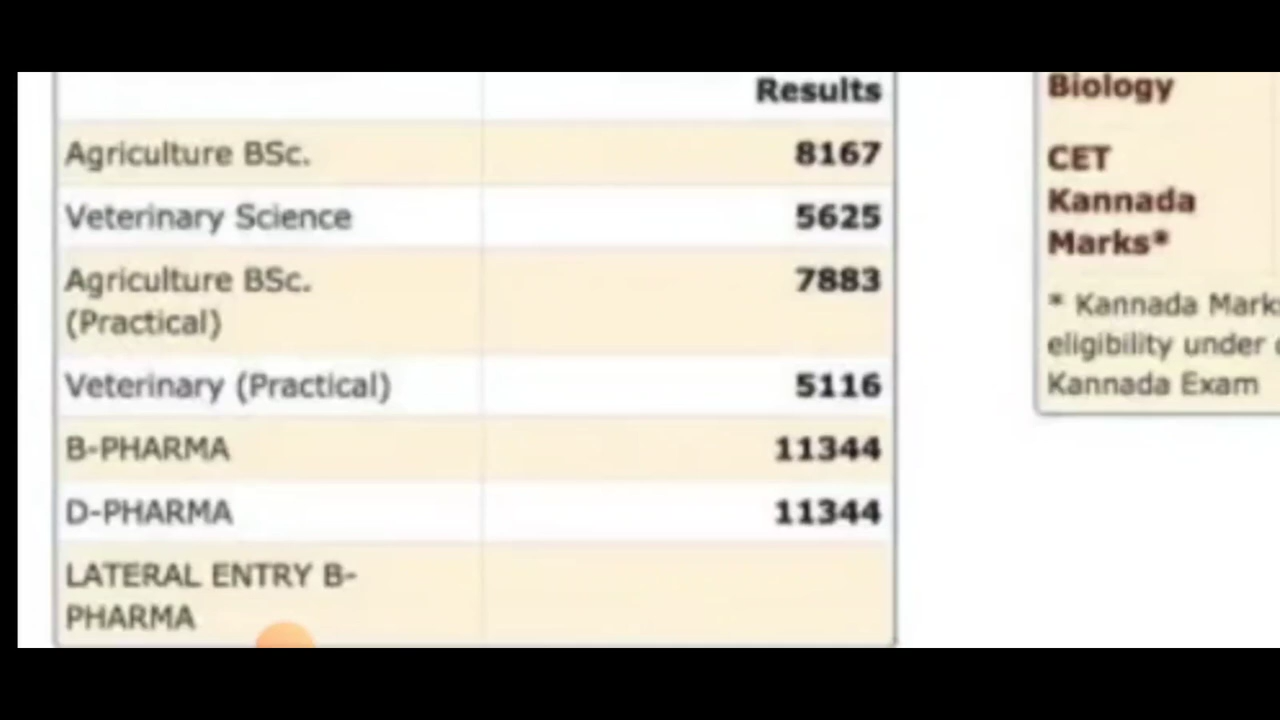 Results
Agriculture BSc. 8167
Veterinary Science 5625
Agriculture BSc. 7883
(Practical)
Veterinary (Practical) 5116
B-PHARMA 11344
D-PHARMA 11344
LATERAL ENTRY B-
PHARMA
Biology
CET
Kannada
Marks*
* Kannada Marks
eligibility under
Kannada Exam